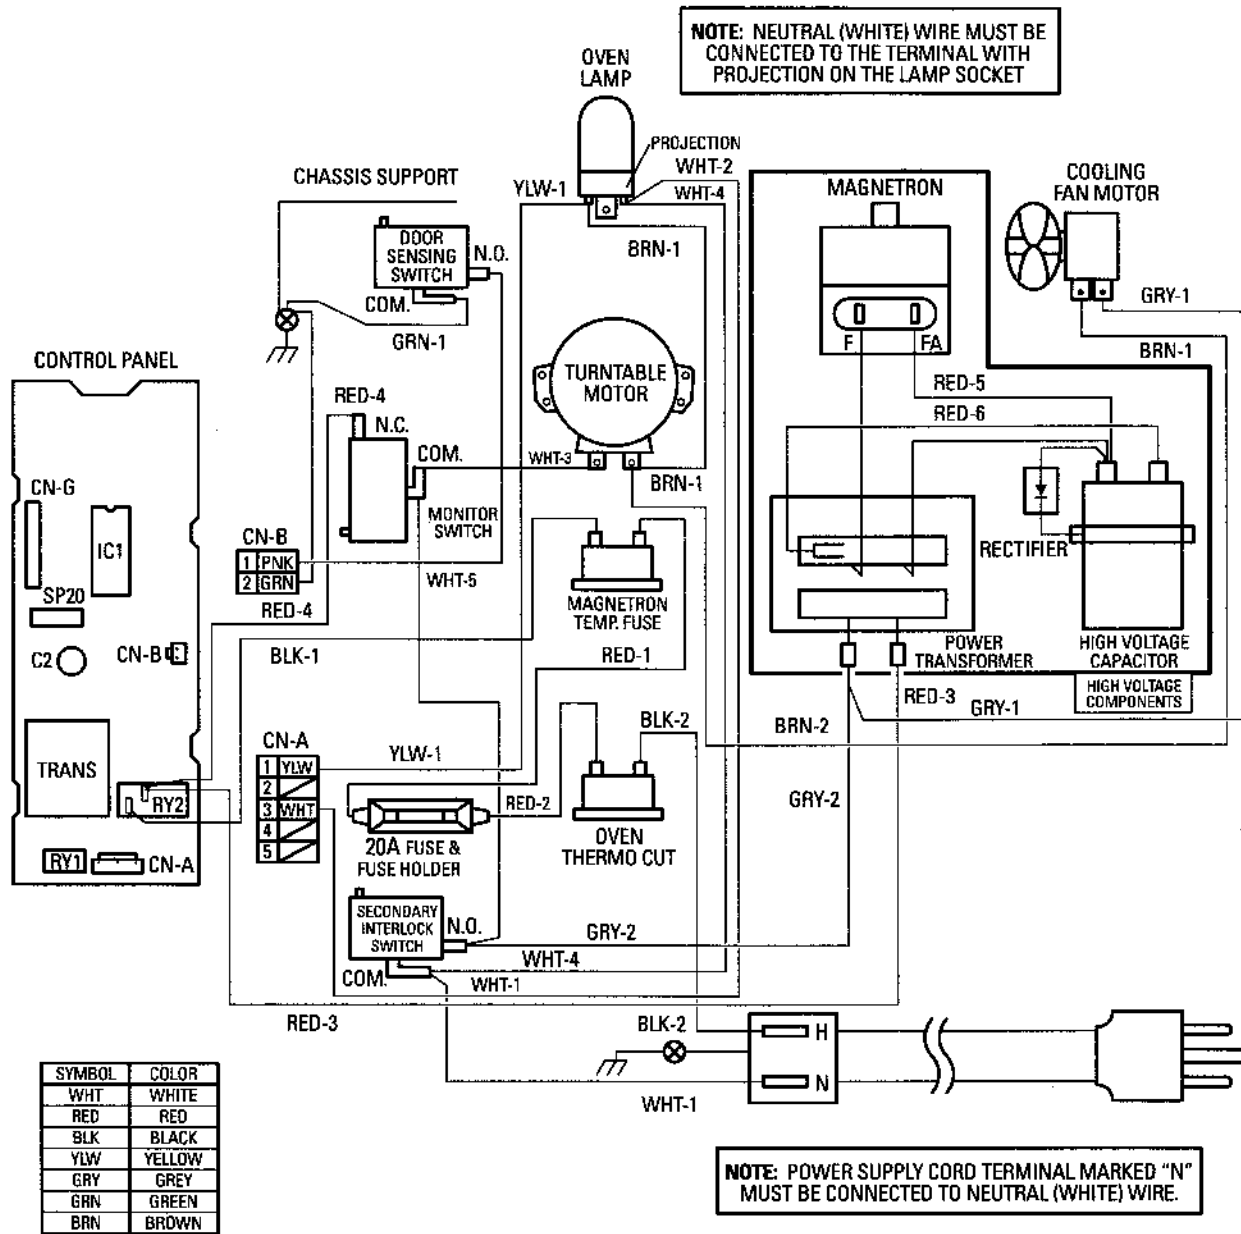 NOTE: NEUTRAL (WHITE) WIRE MUST BE
CONNECTED TO THE TERMINAL WITH
PROJECTION ON THE LAMP SOCKET
OVEN
LAMP
PROJECTION
WHT-2
YLW-1
WHT-4
BRN-1
CHASSIS SUPPORT
DOOR
SENSING
SWITCH
N.O.
COM.
GRN-1
MAGNETRON
F
FA
COOLING
FAN MOTOR
GRY-1
BRN-1
CONTROL PANEL
RED-4
N.C.
COM.
MONITOR
SWITCH
TURNTABLE
MOTOR
WHT-3
BRN-1
RED-5
RED-6
RECTIFIER
CN-G
IC1
CN-B
1 PNK
2 GRN
SP20
C2
CN-B
RED-4
WHT-5
MAGNETRON
TEMP. FUSE
BLK-1
RED-1
POWER
TRANSFORMER
HIGH VOLTAGE
CAPACITOR
HIGH VOLTAGE
COMPONENTS
RED-3
GRY-1
BRN-2
BLK-2
TRANS
RY2
RY1
CN-A
CN-A
1 YLW
2
3 WHT
4
5
YLW-1
RED-2
20A FUSE &
FUSE HOLDER
OVEN
THERMO CUT
GRY-2
SECONDARY
INTERLOCK
SWITCH
N.O.
COM.
GRY-2
WHT-4
WHT-1
RED-3
BLK-2
H
N
WHT-1
SYMBOL COLOR
WHT WHITE
RED RED
BLK BLACK
YLW YELLOW
GRY GREY
GRN GREEN
BRN BROWN
NOTE: POWER SUPPLY CORD TERMINAL MARKED “N”
MUST BE CONNECTED TO NEUTRAL (WHITE) WIRE.